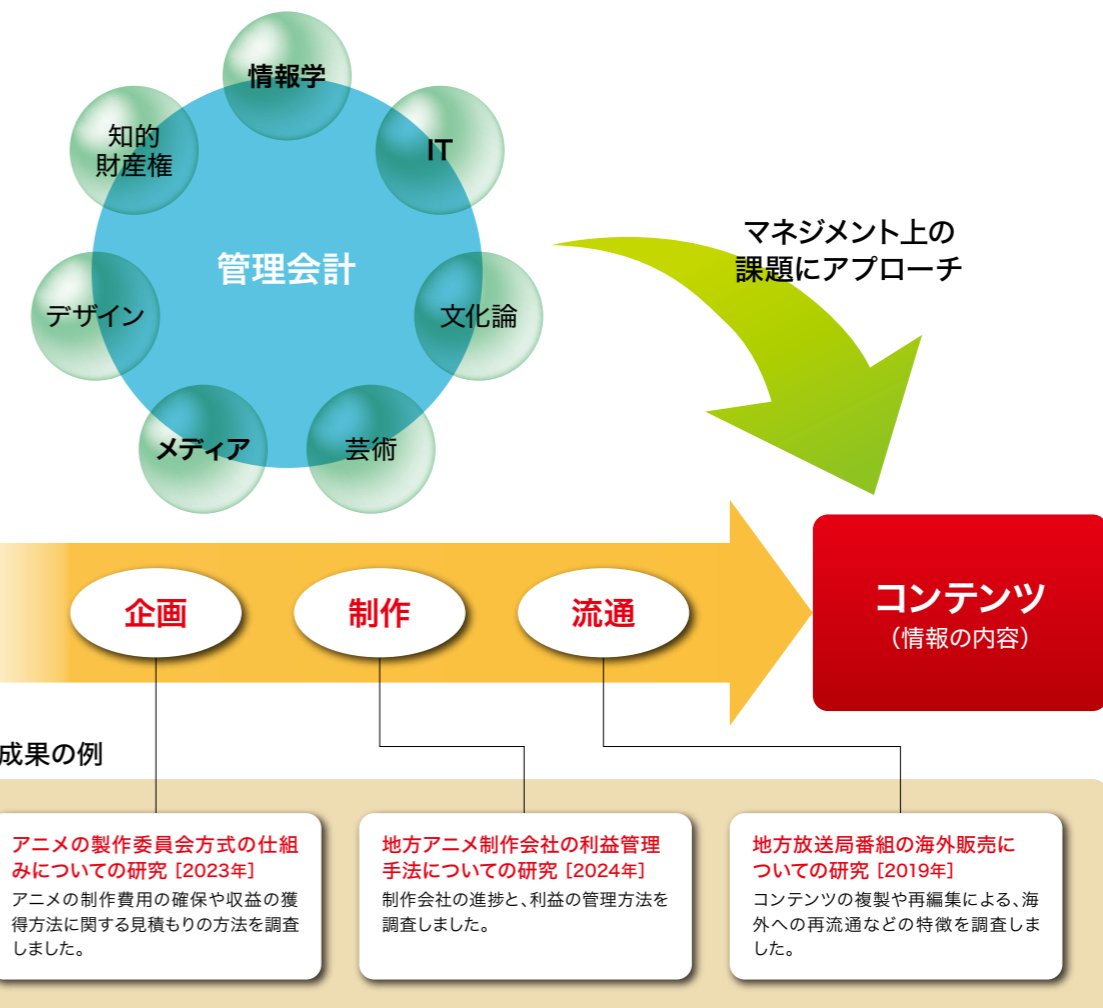 情報学
知的
財産権
IT
管理会計
デザイン
文化論
メディア
芸術
マネジメント上の
課題にアプローチ
企画
制作
流通
コンテンツ
（情報の内容）
成果の例
アニメの製作委員会方式の仕組
みについての研究［2023年］
アニメの制作費用の確保や収益の獲
得方法に関する見積もりの方法を調査
しました。
地方アニメ制作会社の利益管理
手法についての研究［2024年］
制作会社の進捗と、利益の管理方法を
調査しました。
地方放送局番組の海外販売に
ついての研究［2019年］
コンテンツの複製や再編集による、海
外への再流通などの特徴を調査しま
した。